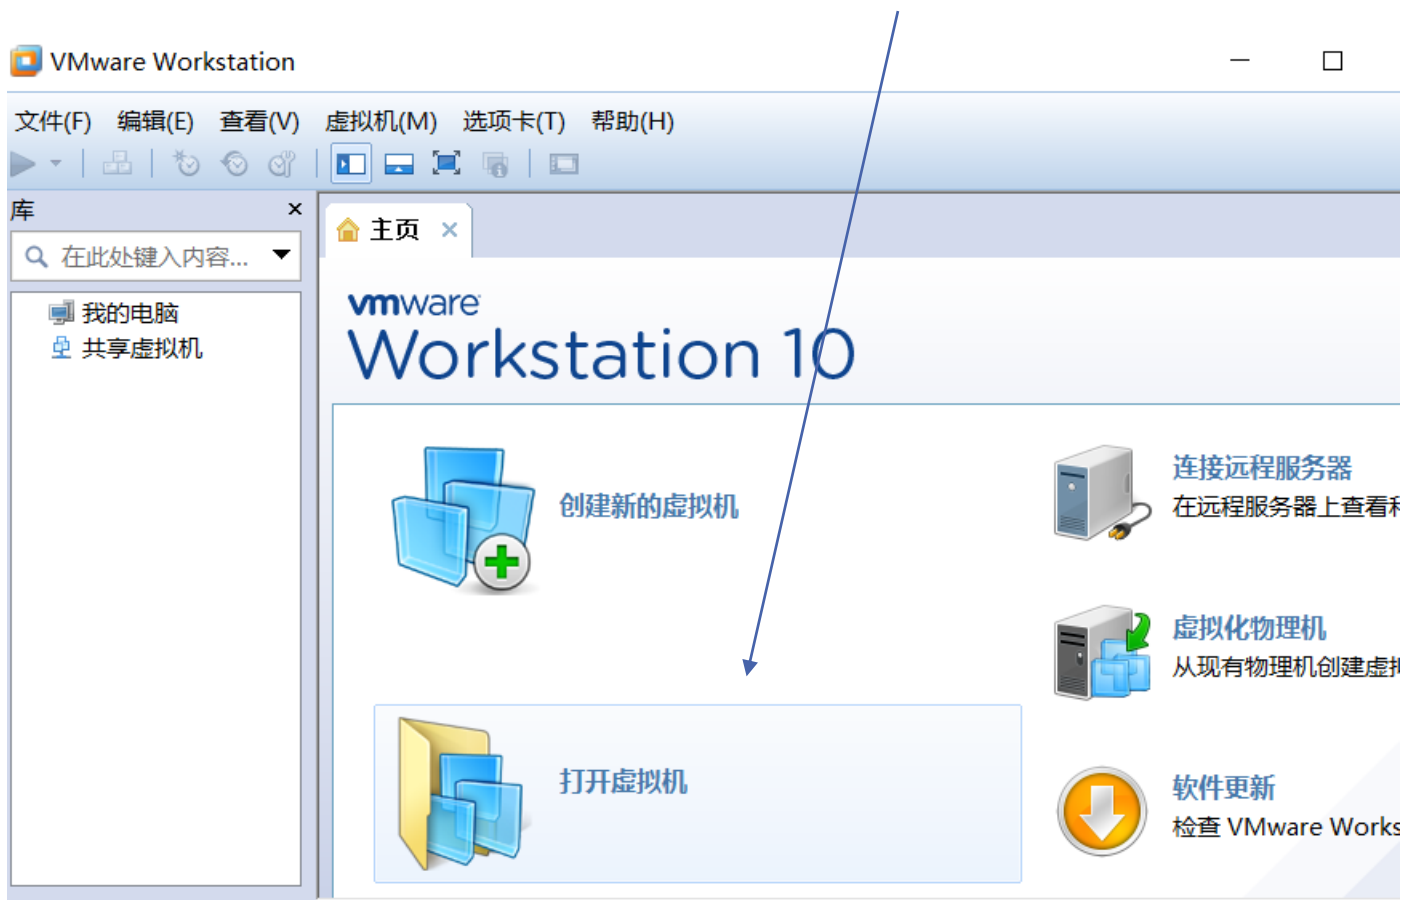 VMware Workstation
文件(F) 编辑(E) 查看(V) 虚拟机(M) 选项卡(T) 帮助(H)
库
主页
在此处键入内容...
我的电脑
共享虚拟机
vmware
Workstation 10
创建新的虚拟机
连接远程服务器
在远程服务器上查看
虚拟化物理机
从现有物理机创建虚
打开虚拟机
软件更新
检查 VMware Works